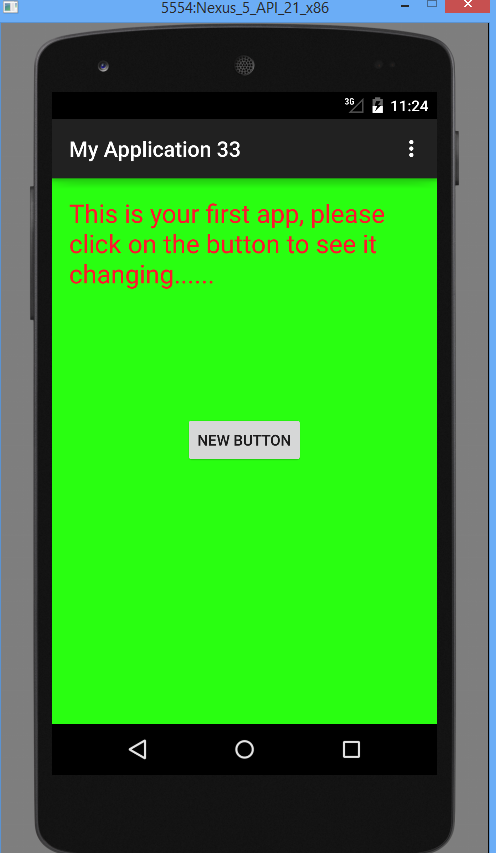 5554:Nexus_5_API_21_x86
3G 11:24
My Application 33
This is your first app, please
click on the button to see it
changing......
NEW BUTTON